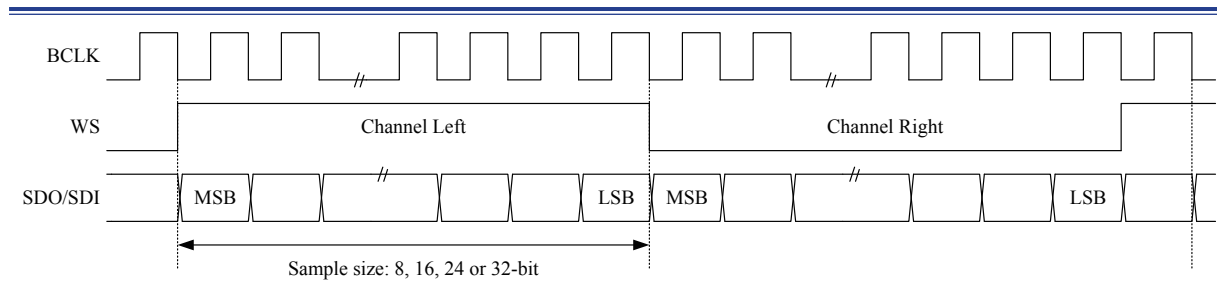 BCLK
WS
Channel Left
Channel Right
SDO/SDI
MSB
LSB
MSB
LSB
Sample size: 8, 16, 24 or 32-bit